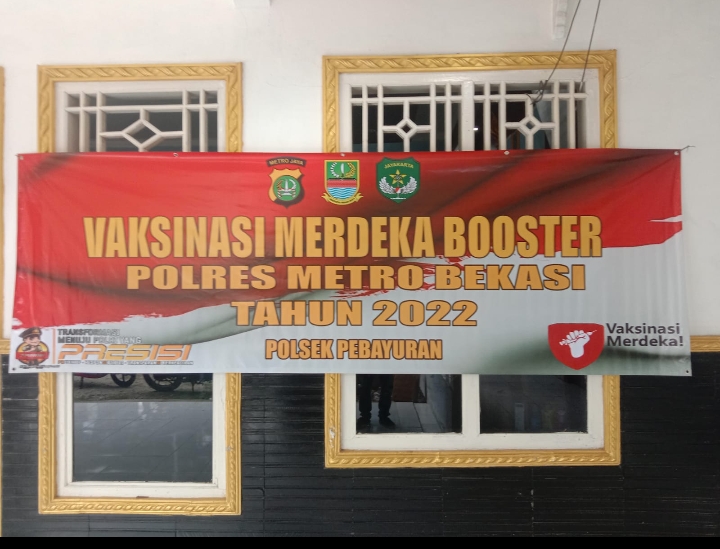 METRO JAYA
JAYAKARTA
VAKSINASI MERDEKA BOOSTER
POLRES METRO BEKASI
TAHUN 2022
POLSEK PEBAYURAN
TRANSFORMASI
MENUJU POLRI YANG
PRESISI
Vaksinasi
Merdeka!